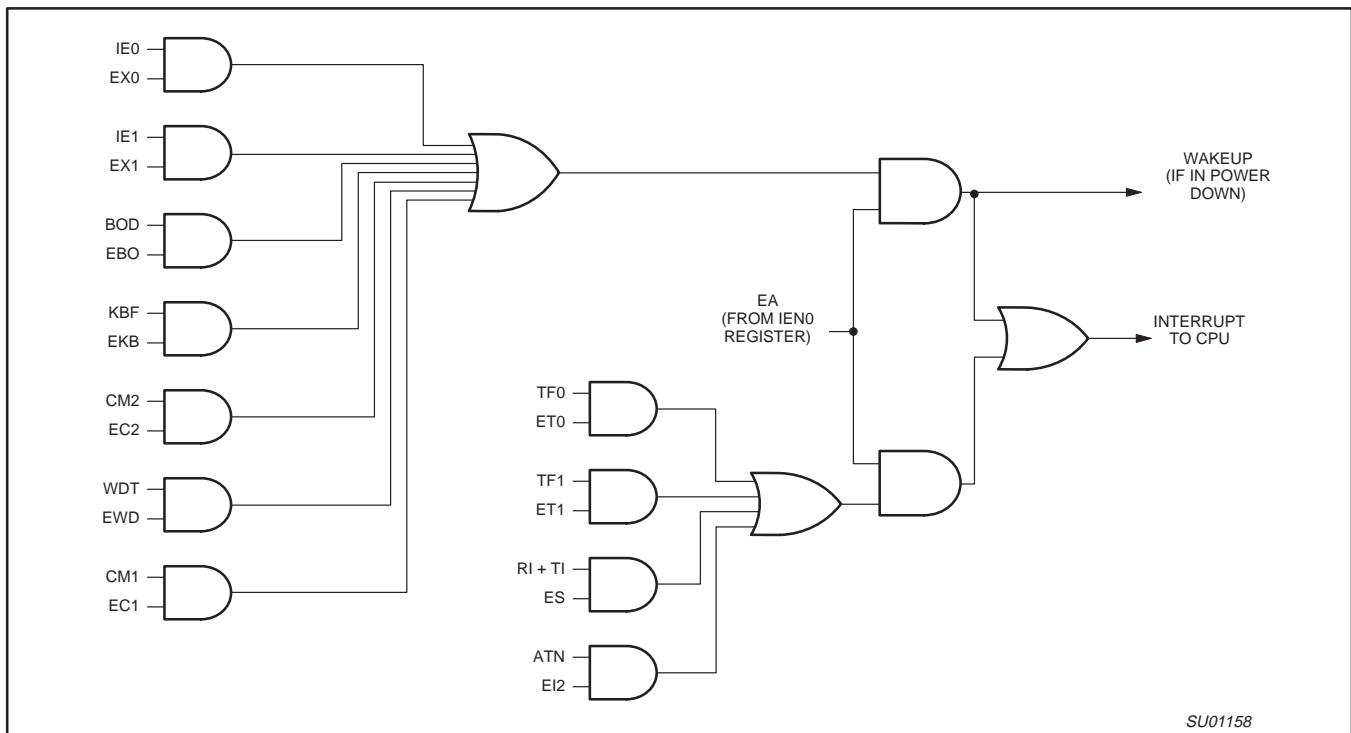 IE0
EX0
IE1
EX1
BOD
EBO
KBF
EKB
CM2
EC2
WDT
EWD
CM1
EC1
WAKEUP
(IF IN POWER
DOWN)
EA
(FROM IEN0
REGISTER)
INTERRUPT
TO CPU
TF0
ET0
TF1
ET1
RI + TI
ES
ATN
EI2
SU01158